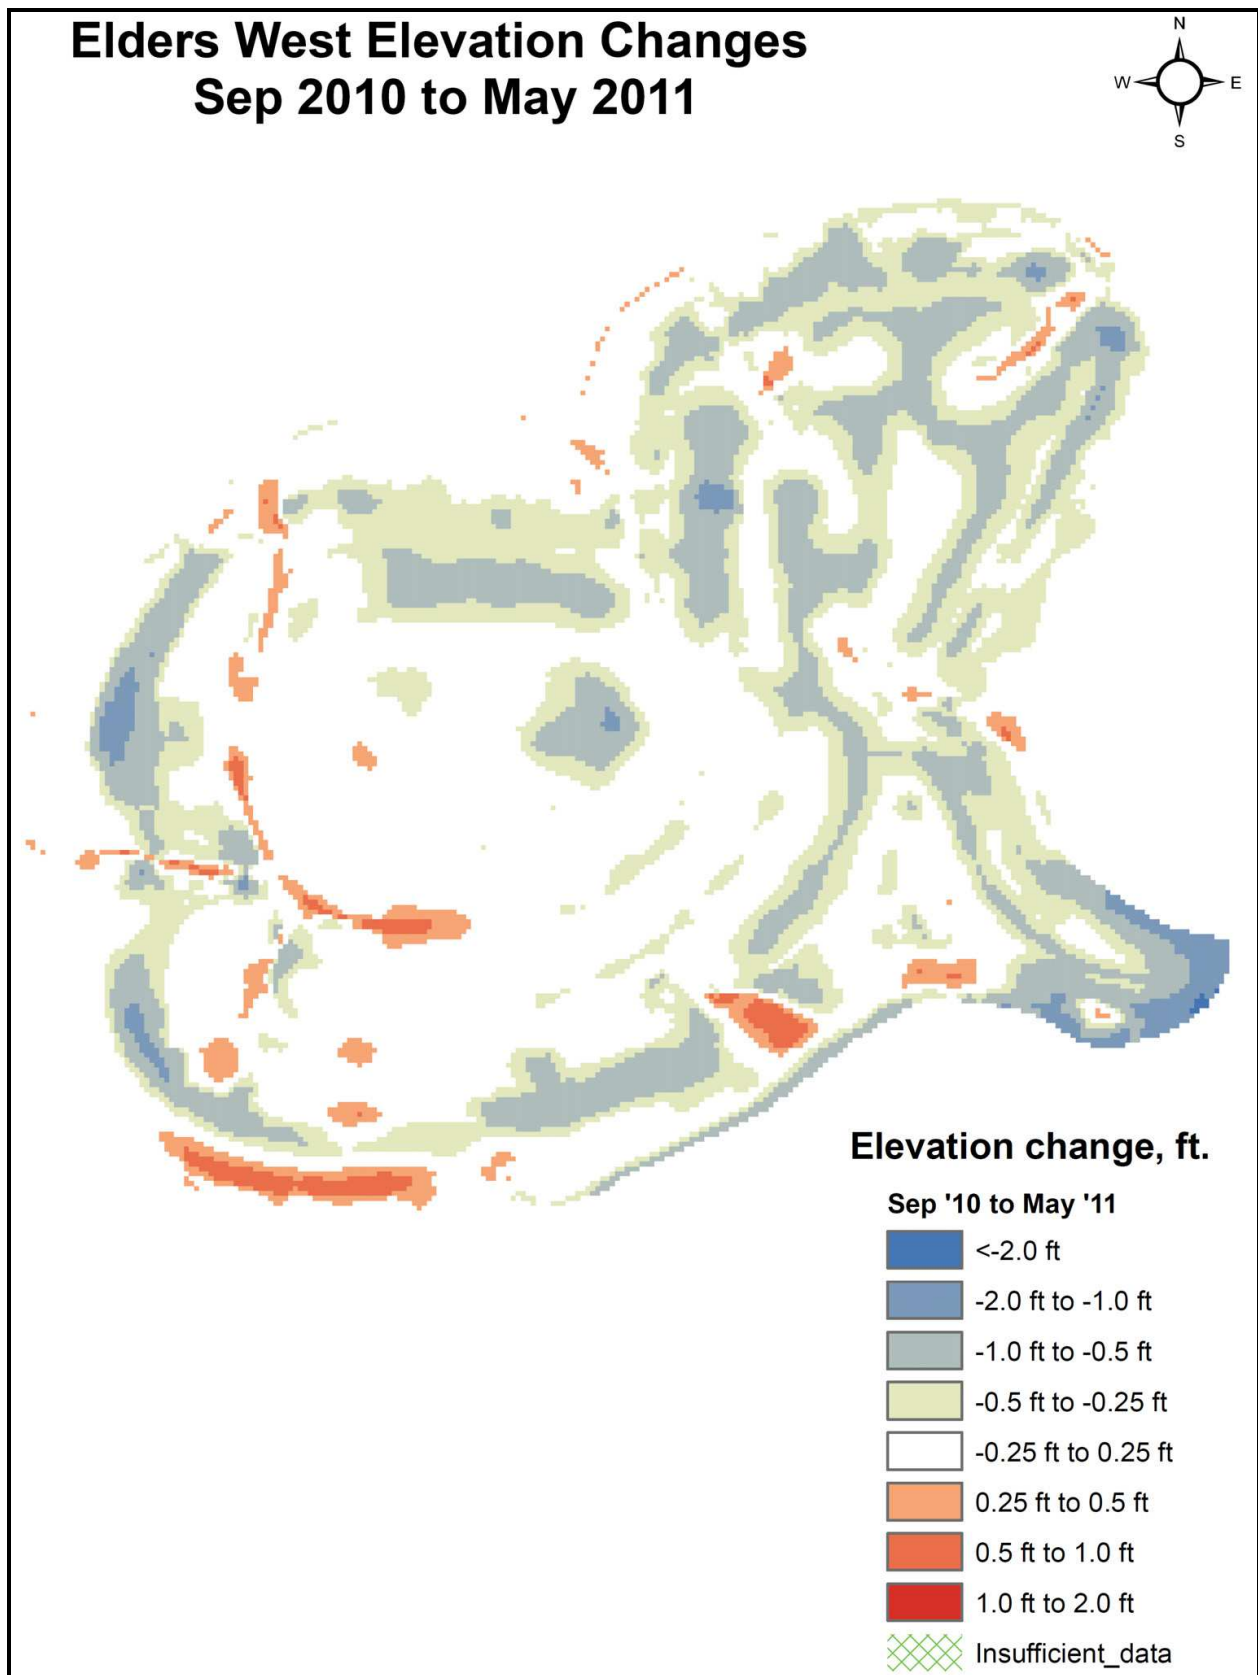 Elders West Elevation Changes
Sep 2010 to May 2011
N
W E
S
Elevation change, ft.
Sep '10 to May '11
<-2.0 ft
-2.0 ft to -1.0 ft
-1.0 ft to -0.5 ft
-0.5 ft to -0.25 ft
-0.25 ft to 0.25 ft
0.25 ft to 0.5 ft
0.5 ft to 1.0 ft
1.0 ft to 2.0 ft
Insufficient_data